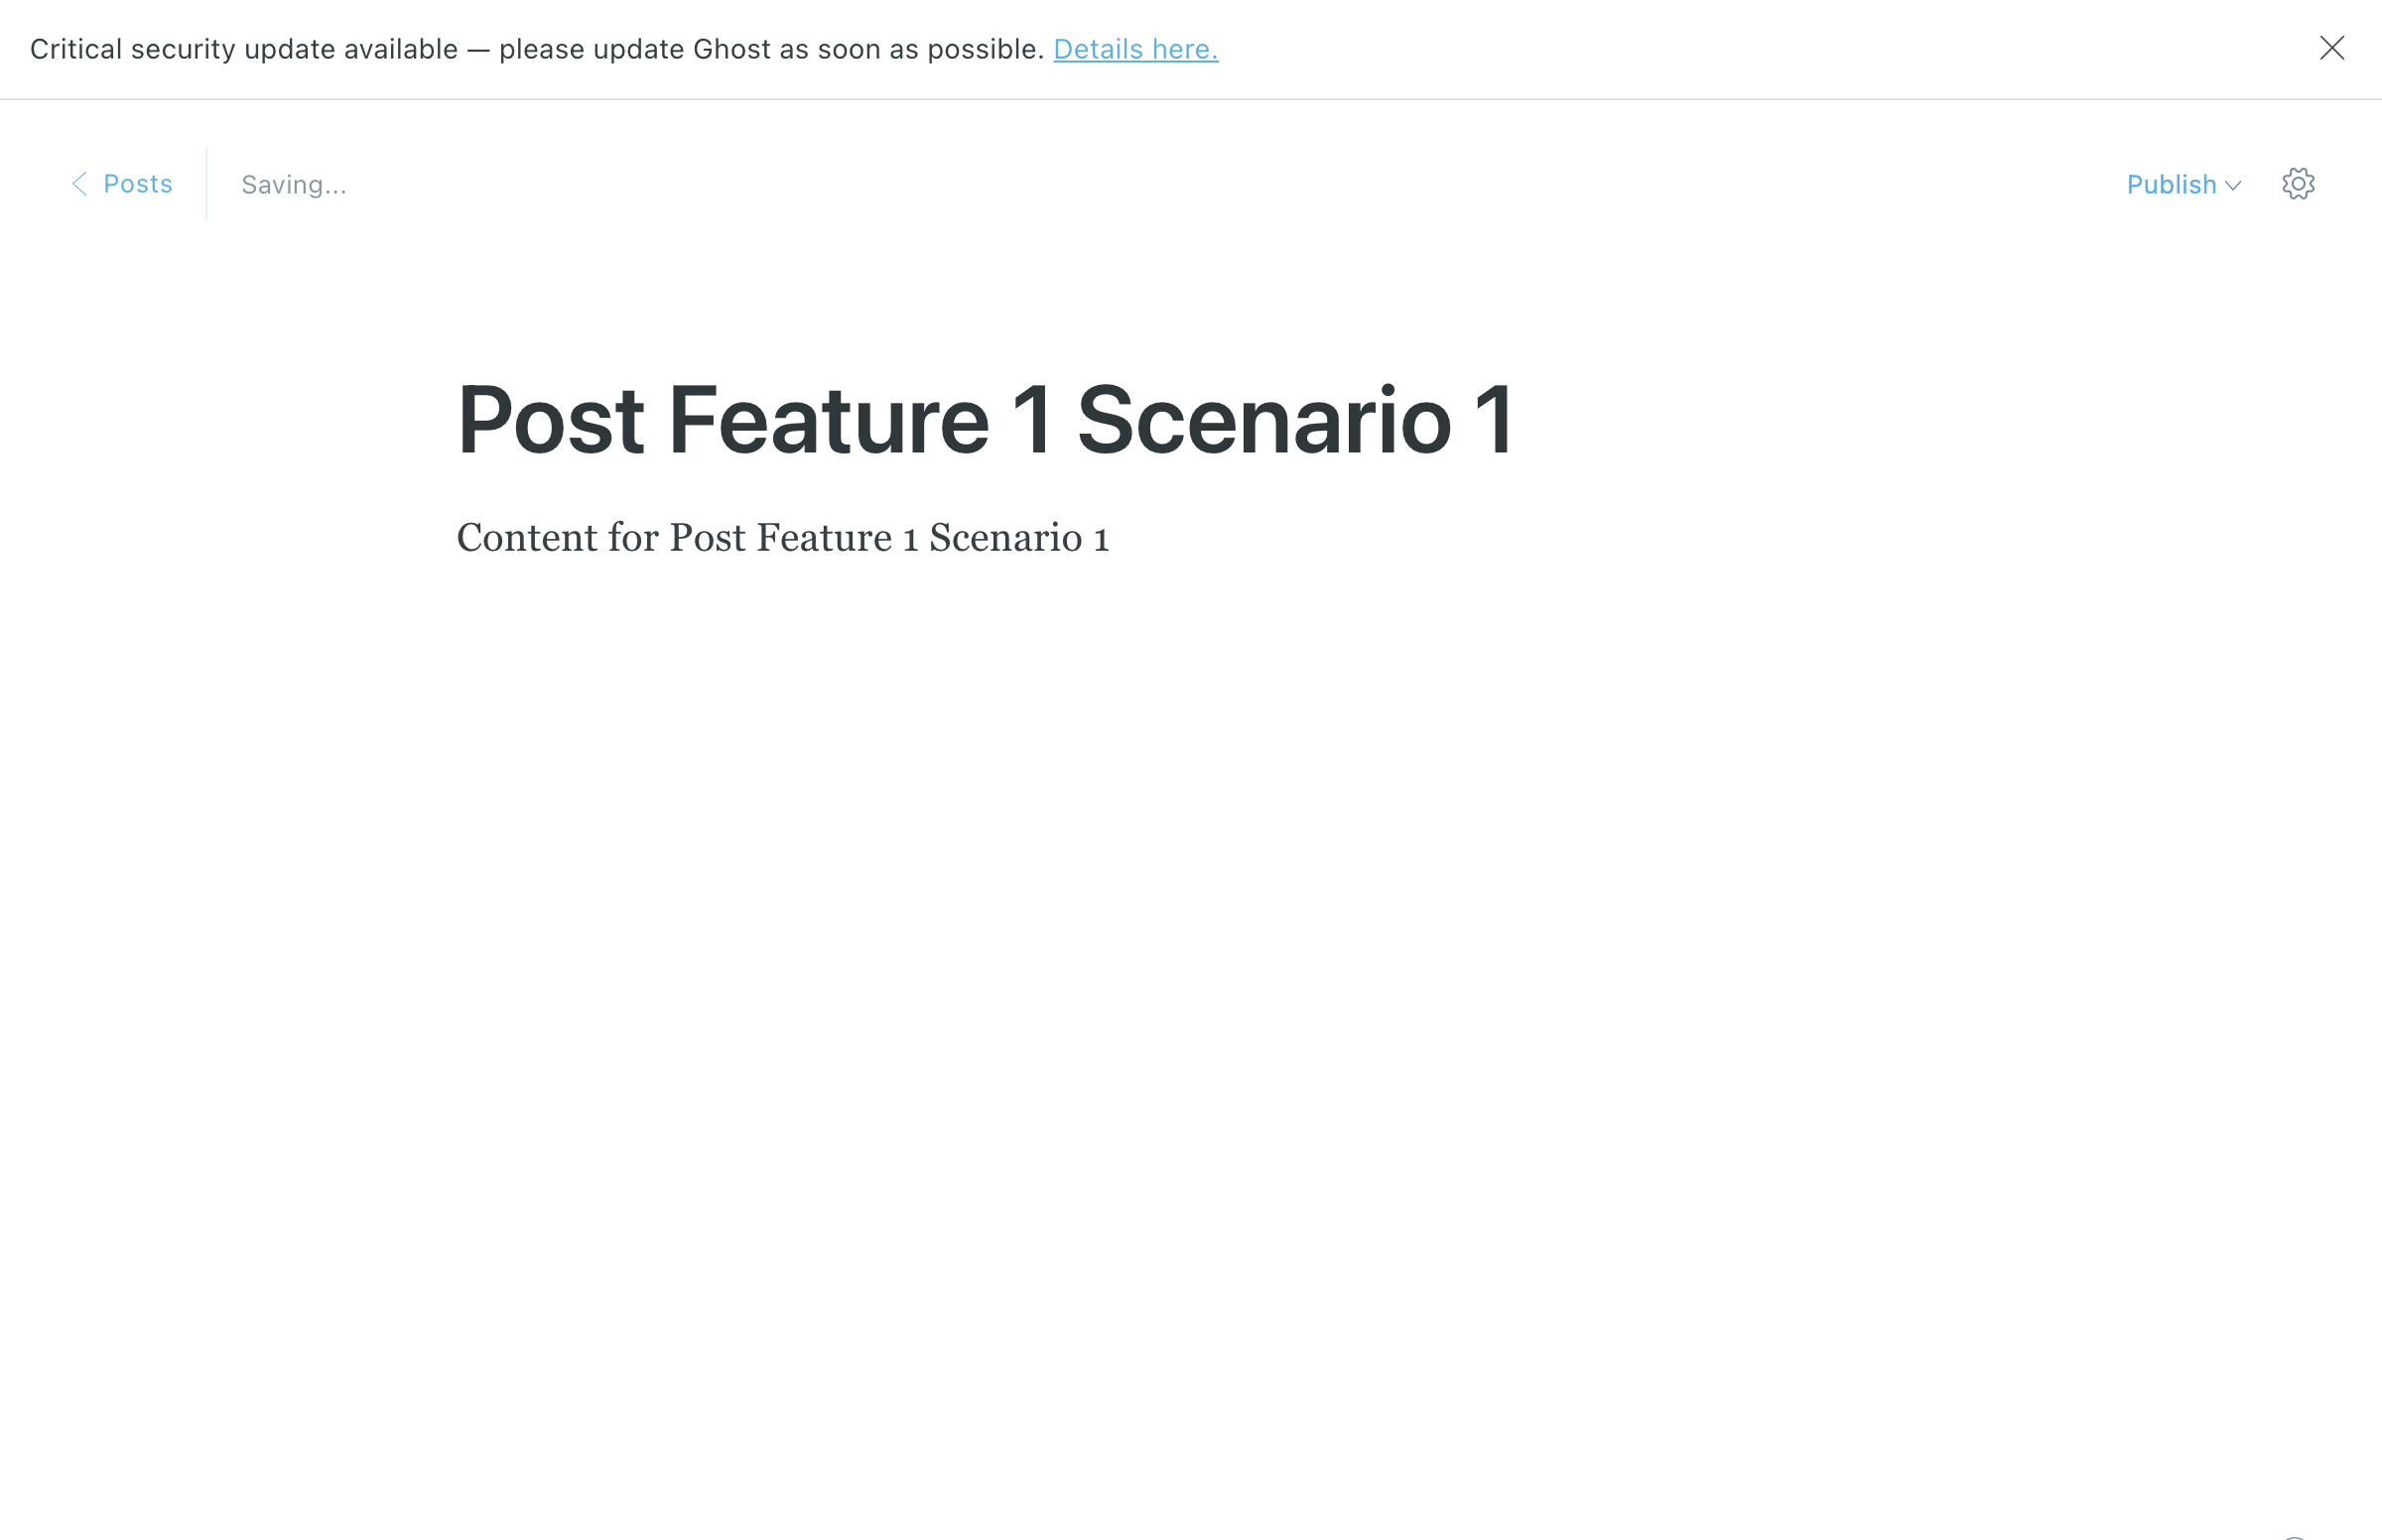 Critical security update available — please update Ghost as soon as possible. Details here.
Posts
Saving...
Publish
Post Feature 1 Scenario 1
Content for Post Feature 1 Scenario 1